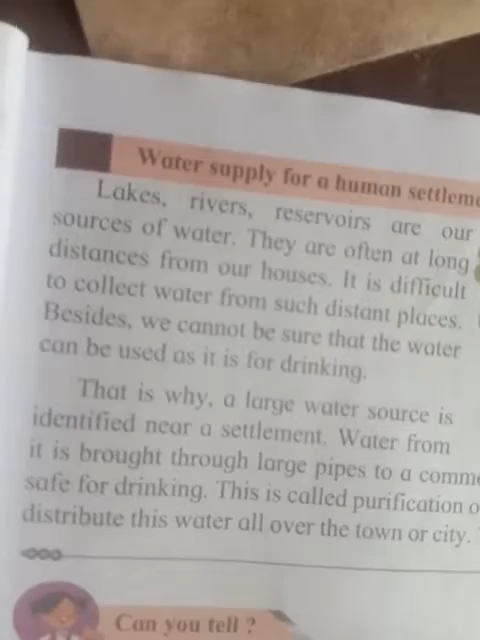 Water supply for a human settleme
Lakes, rivers, reservoirs are our
sources of water. They are often at long
distances from our houses. It is difficult
to collect water from such distant places.
Besides, we cannot be sure that the water
can be used as it is for drinking.
That is why, a large water source is
identified near a settlement. Water from
it is brought through large pipes to a comm
safe for drinking. This is called purification o
distribute this water all over the town or city.
Can you tell ?